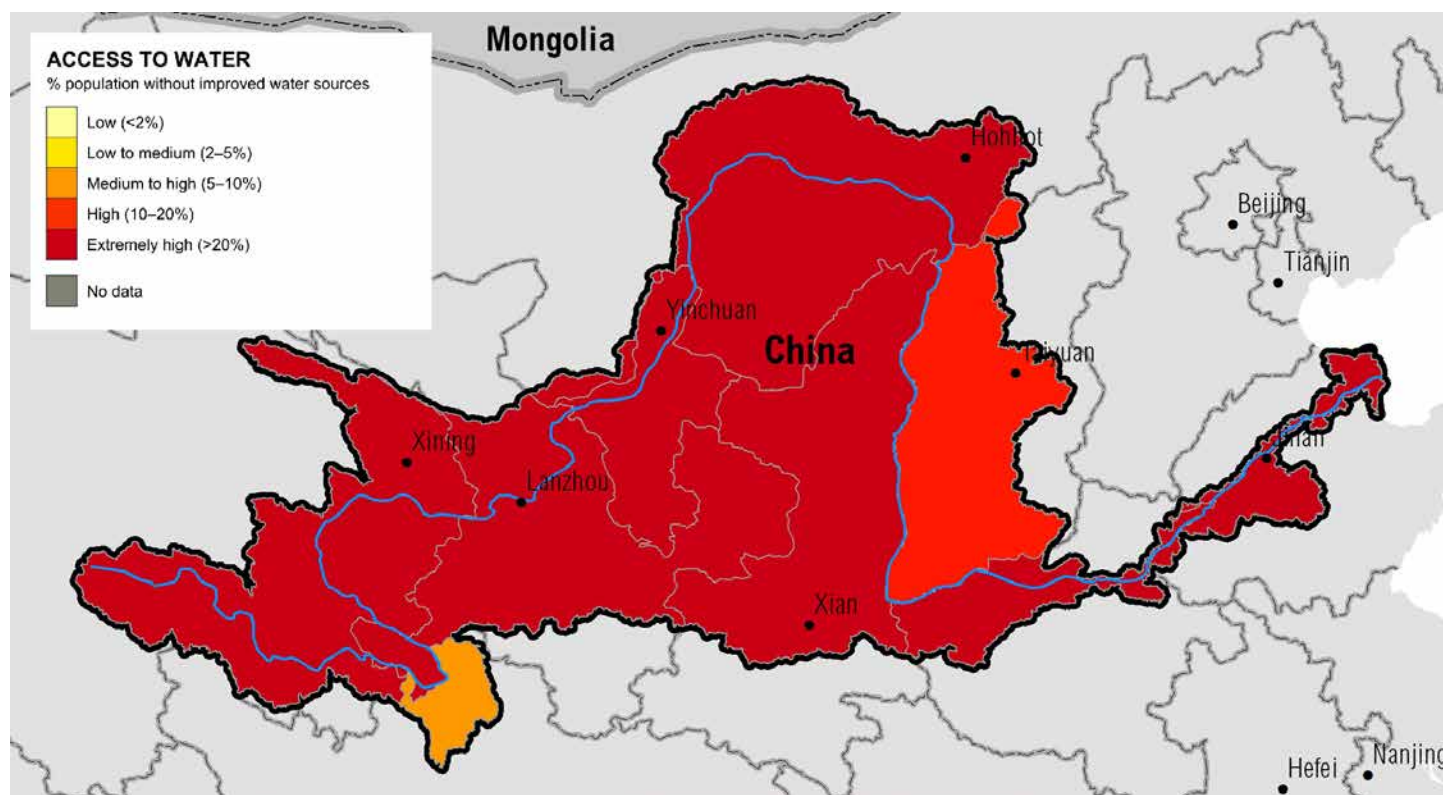 Mongolia
ACCESS TO WATER
% population without improved water sources
Low (<2%)
Low to medium (2–5%)
Medium to high (5–10%)
High (10–20%)
Extremely high (>20%)
No data
Hohhot
Beijing
Tianjin
Yinchuan
China
Taiyuan
Xining
Lanzhou
Jinan
Xian
Hefei
Nanjing